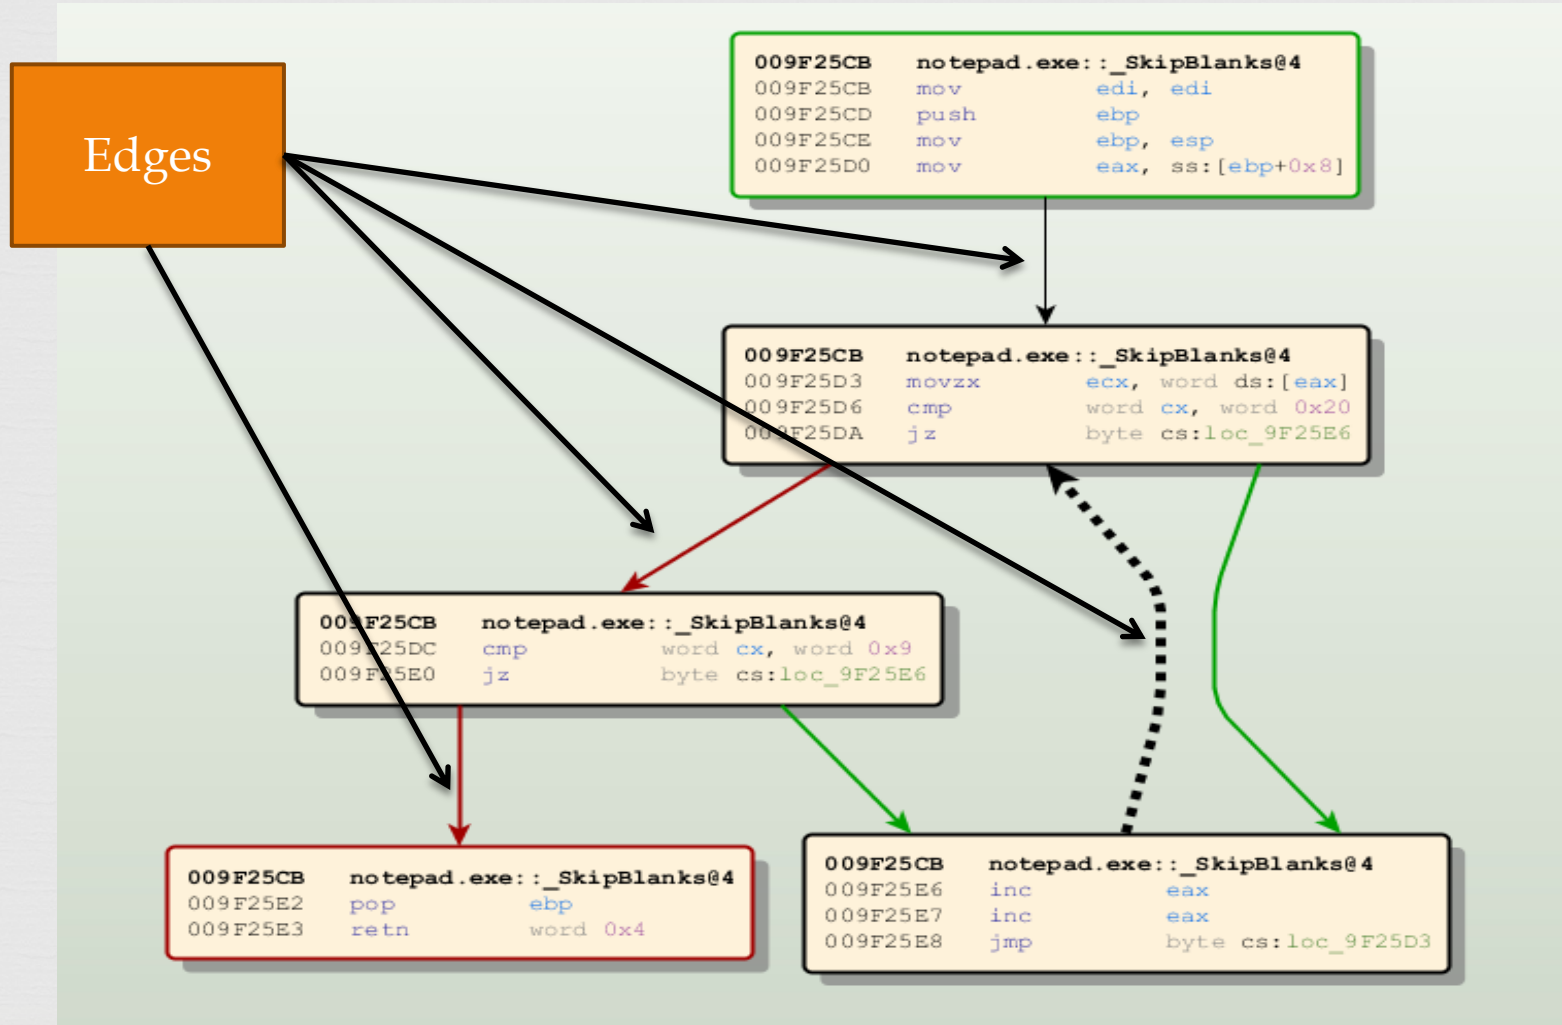 Edges
009F25CB notepad.exe::_SkipBlanks@4
009F25CB mov edi, edi
009F25CD push ebp
009F25CE mov ebp, esp
009F25D0 mov eax, ss:[ebp+0x8]
009F25CB notepad.exe::_SkipBlanks@4
009F25D3 movzx ecx, word ds:[eax]
009F25D6 cmp word cx, word 0x20
009F25DA jz byte cs:loc_9F25E6
009F25CB notepad.exe::_SkipBlanks@4
009F25DC cmp word cx, word 0x9
009F25E0 jz byte cs:loc_9F25E6
009F25CB notepad.exe::_SkipBlanks@4
009F25E2 pop ebp
009F25E3 retn word 0x4
009F25CB notepad.exe::_SkipBlanks@4
009F25E6 inc eax
009F25E7 inc eax
009F25E8 jmp byte cs:loc_9F25D3